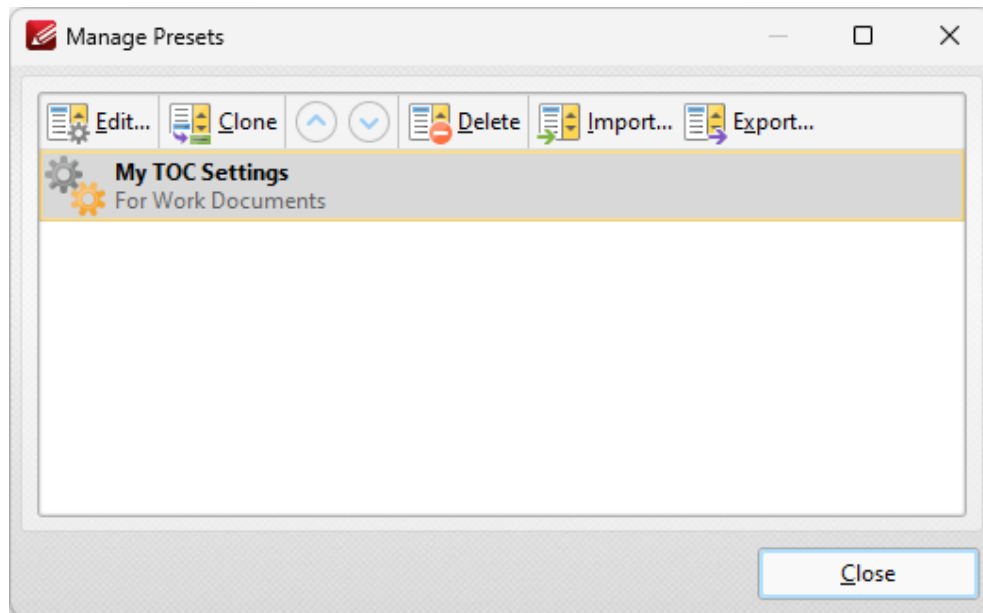 Manage Presets
Edit... Clone Delete Import... Export...
My TOC Settings
For Work Documents
Close